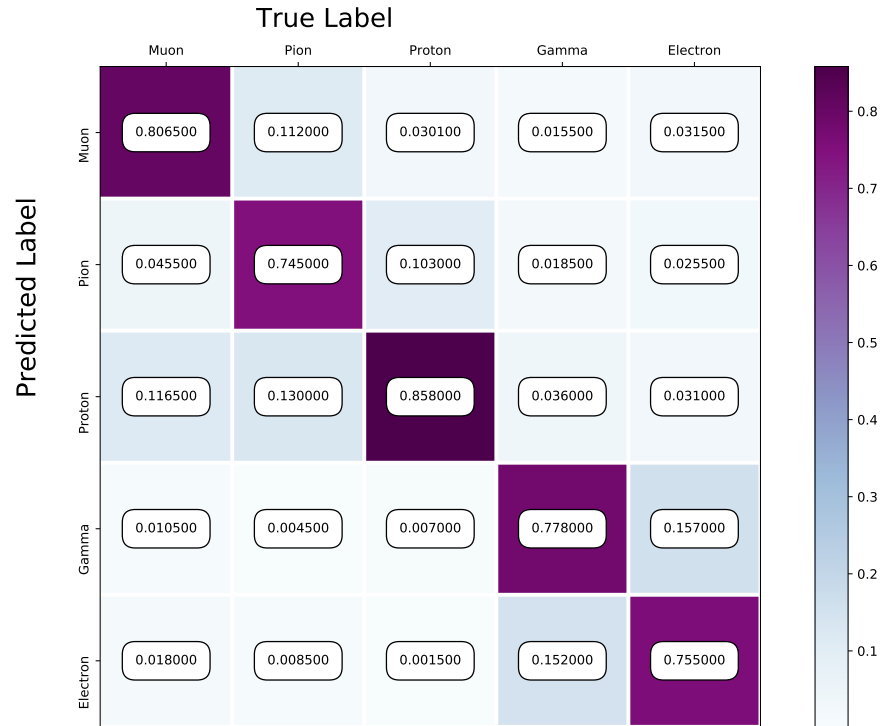 True Label
Muon Pion Proton Gamma Electron
Predicted Label
Muon 0.806500 0.112000 0.030100 0.015500 0.031500
Pion 0.045500 0.745000 0.103000 0.018500 0.025500
Proton 0.116500 0.130000 0.858000 0.036000 0.031000
Gamma 0.010500 0.004500 0.007000 0.778000 0.157000
Electron 0.018000 0.008500 0.001500 0.152000 0.755000
0.8
0.7
0.6
0.5
0.4
0.3
0.2
0.1